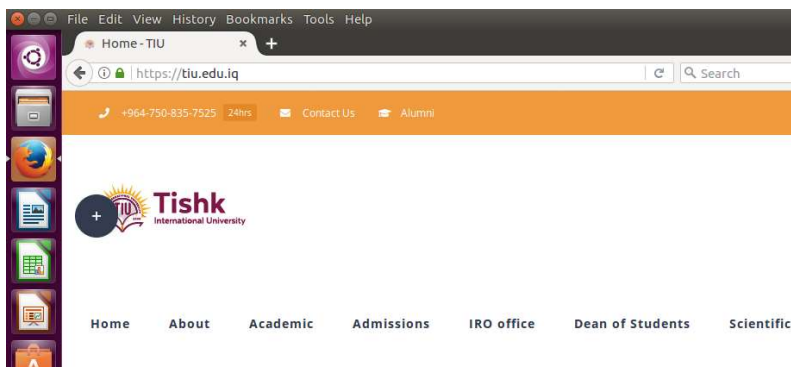 File Edit View History Bookmarks Tools Help
Home - TIU
https://tiu.edu.iq
Search
+964-750-835-7525 24hrs Contact Us Alumni
TIU
Tishk
International University
Home About Academic Admissions IRO office Dean of Students Scientific